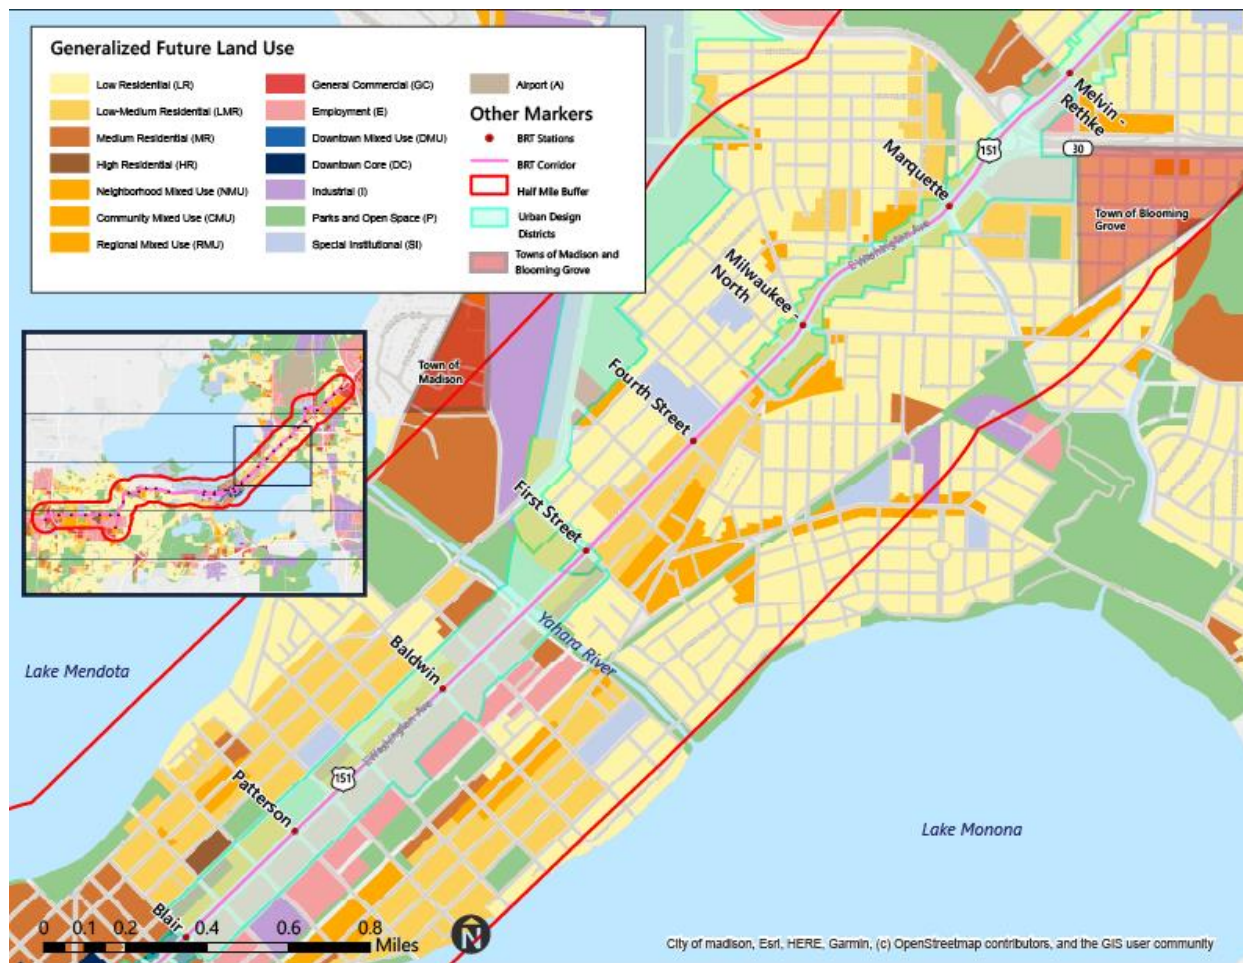 Generalized Future Land Use
Low Residential (LR)
Low-Medium Residential (LMR)
Medium Residential (MR)
High Residential (HR)
Neighborhood Mixed Use (NMU)
Community Mixed Use (CMU)
Regional Mixed Use (RMU)
General Commercial (GC)
Employment (E)
Downtown Mixed Use (DMU)
Downtown Core (DC)
Industrial (I)
Parks and Open Space (P)
Special Institutional (SI)
Airport (A)
Other Markers
BRT Stations
BRT Corridor
Half Mile Buffer
Urban Design
Districts
Towns of Madison and
Blooming Grove
Melvin -
Rethke
151
30
Marquette
Town of Blooming
Grove
E Washington Ave
Milwaukee -
North
Town of
Madison
Fourth Street
First Street
Yahara River
Baldwin
Lake Mendota
E Washington Ave
151
Patterson
Lake Monona
Blair
0 0.1 0.2 0.4 0.6 0.8
Miles
N
City of madison, Esri, HERE, Garmin, (c) OpenStreetmap contributors, and the GIS user community